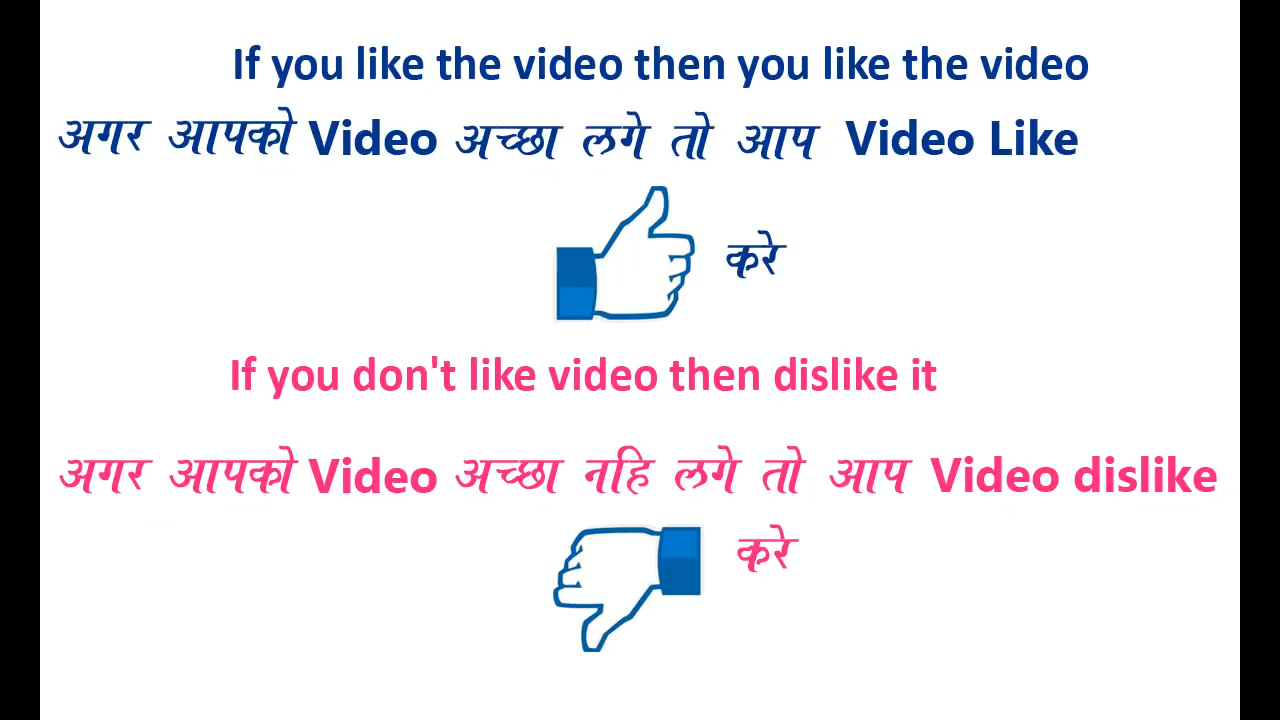 If you like the video then you like the video
अगर आपको Video अच्छा लगे तो आप Video Like
करे
If you don't like video then dislike it
अगर आपको Video अच्छा नहि लगे तो आप Video dislike
करे